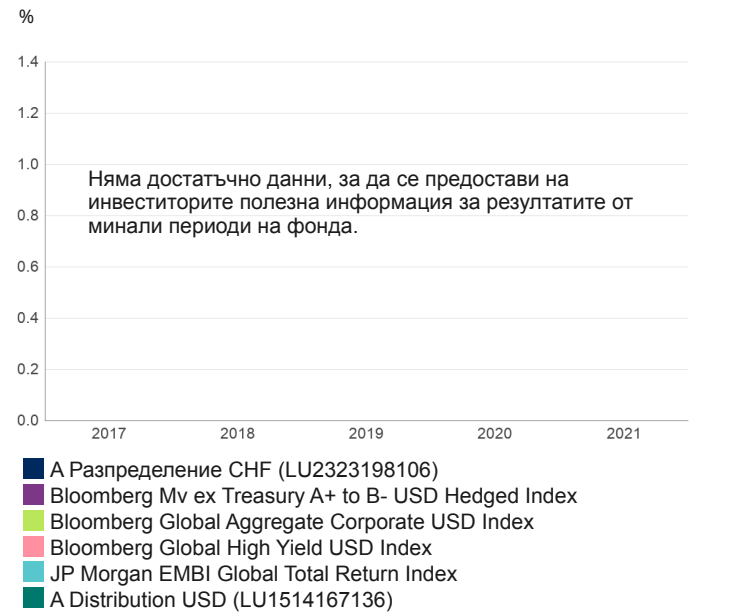 %
1.4
1.2
1.0
Няма достатъчно данни, за да се предостави на
инвеститорите полезна информация за резултатите от
0.8
минали периоди на фонда.
0.6
0.4
0.2
0.0
2017 2018 2019 2020 2021
А Разпределение CHF (LU2323198106)
Bloomberg Mv ex Treasury A+ to B- USD Hedged Index
Bloomberg Global Aggregate Corporate USD Index
Bloomberg Global High Yield USD Index
JP Morgan EMBI Global Total Return Index
A Distribution USD (LU1514167136)